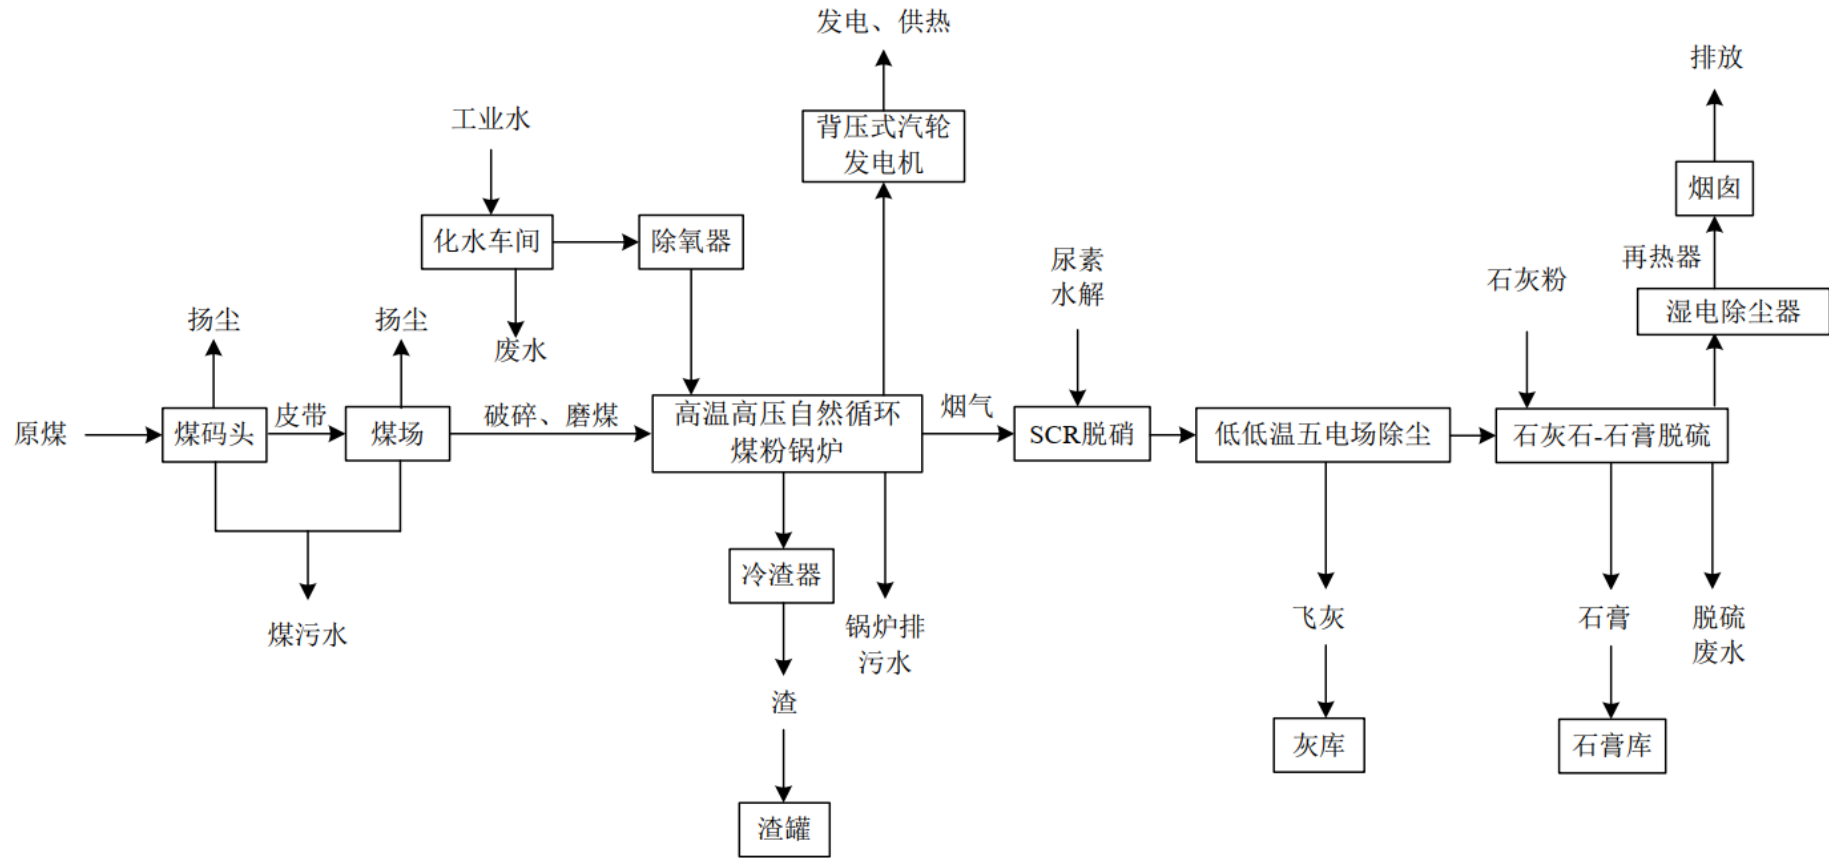 发电、供热
排放
工业水
背压式汽轮
发电机
烟囱
化水车间
除氧器
尿素
水解
再热器
石灰粉
扬尘
扬尘
废水
湿电除尘器
原煤
煤码头
皮带
煤场
破碎、磨煤
高温高压自然循环
煤粉锅炉
烟气
SCR脱硝
低低温五电场除尘
石灰石-石膏脱硫
冷渣器
煤污水
锅炉排
污水
飞灰
石膏
脱硫
废水
渣
灰库
石膏库
渣罐